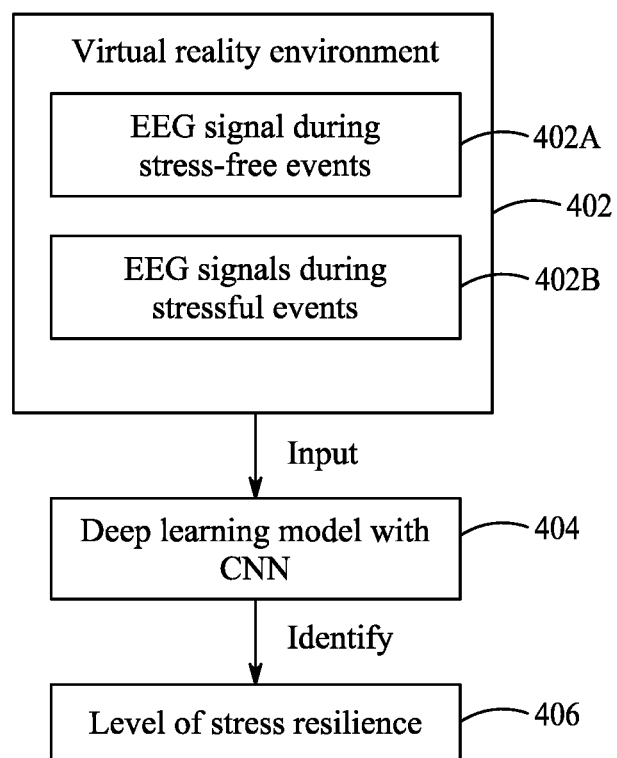 Virtual reality environment
EEG signal during
stress-free events
402A
402
EEG signals during
stressful events
402B
Input
Deep learning model with
CNN
404
Identify
Level of stress resilience
406